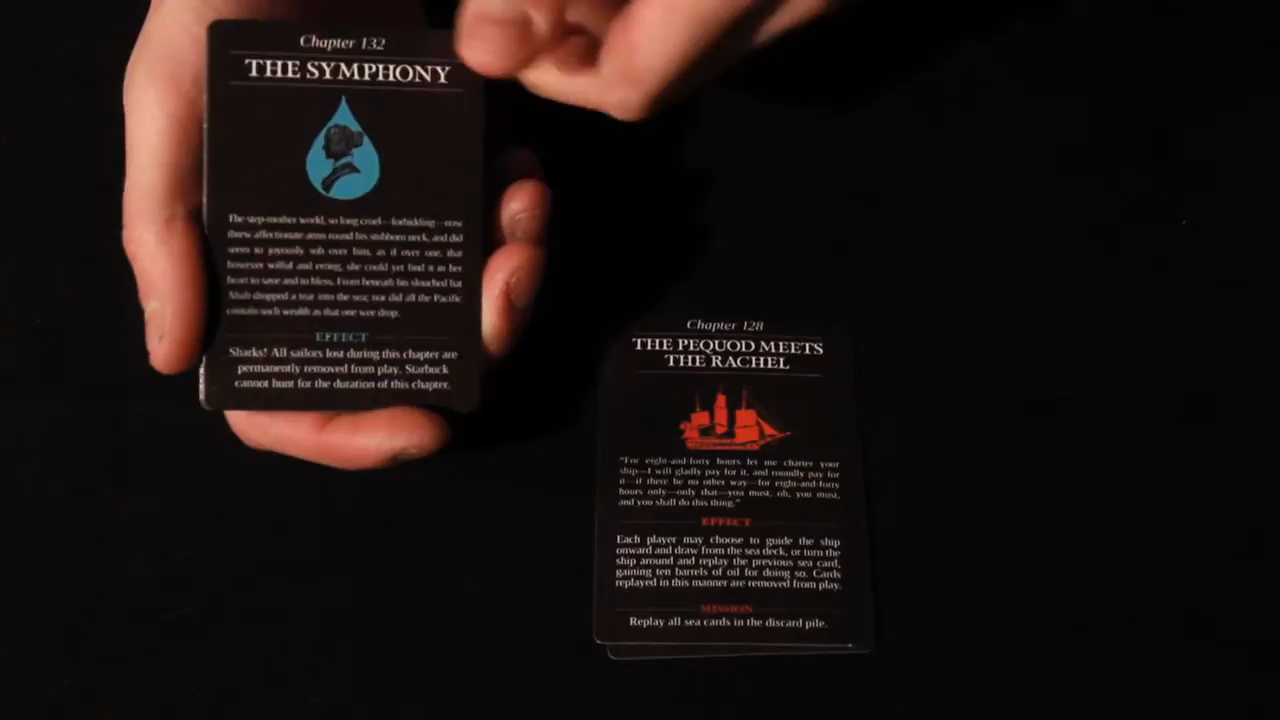 Chapter 132
THE SYMPHONY
The step-mother world, so long cruel—forbidding—now
threw affectionate arms round his stubborn neck, and did
seem to joyously sob over him, as if over one, that
however wilful and erring, she could yet find it in her
heart to save and to bless. From beneath his slouched hat
Ahab dropped a tear into the sea; nor did all the Pacific
contain such wealth as that one wee drop.
EFFECT
Sharks! All sailors lost during this chapter are
permanently removed from play. Starbuck
cannot hunt for the duration of this chapter.
Chapter 128
THE PEQUOD MEETS
THE RACHEL
"For eight-and-forty hours let me charter your
ship—I will gladly pay for it, and roundly pay for
it—if there be no other way—for eight-and-forty
hours only—only that—you must, oh, you must,
and you shall do this thing."
EFFECT
Each player may choose to guide the ship
onward and draw from the sea deck, or turn the
ship around and replay the previous sea card,
gaining ten barrels of oil for doing so. Cards
replayed in this manner are removed from play.
MISSION
Replay all sea cards in the discard pile.